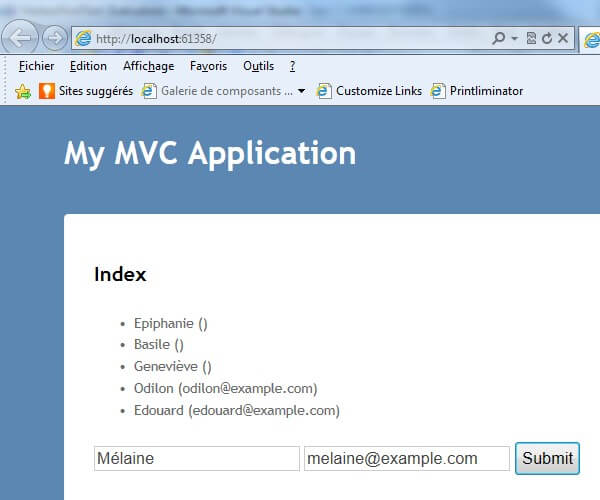 http://localhost:61358/
Fichier Edition Affichage Favoris Outils ?
Sites suggérés Galerie de composants ... Customize Links Printliminator
My MVC Application
Index
• Epiphanie ()
• Basile ()
• Geneviève ()
• Odilon (odilon@example.com)
• Edouard (edouard@example.com)
Mélaine melaine@example.com Submit